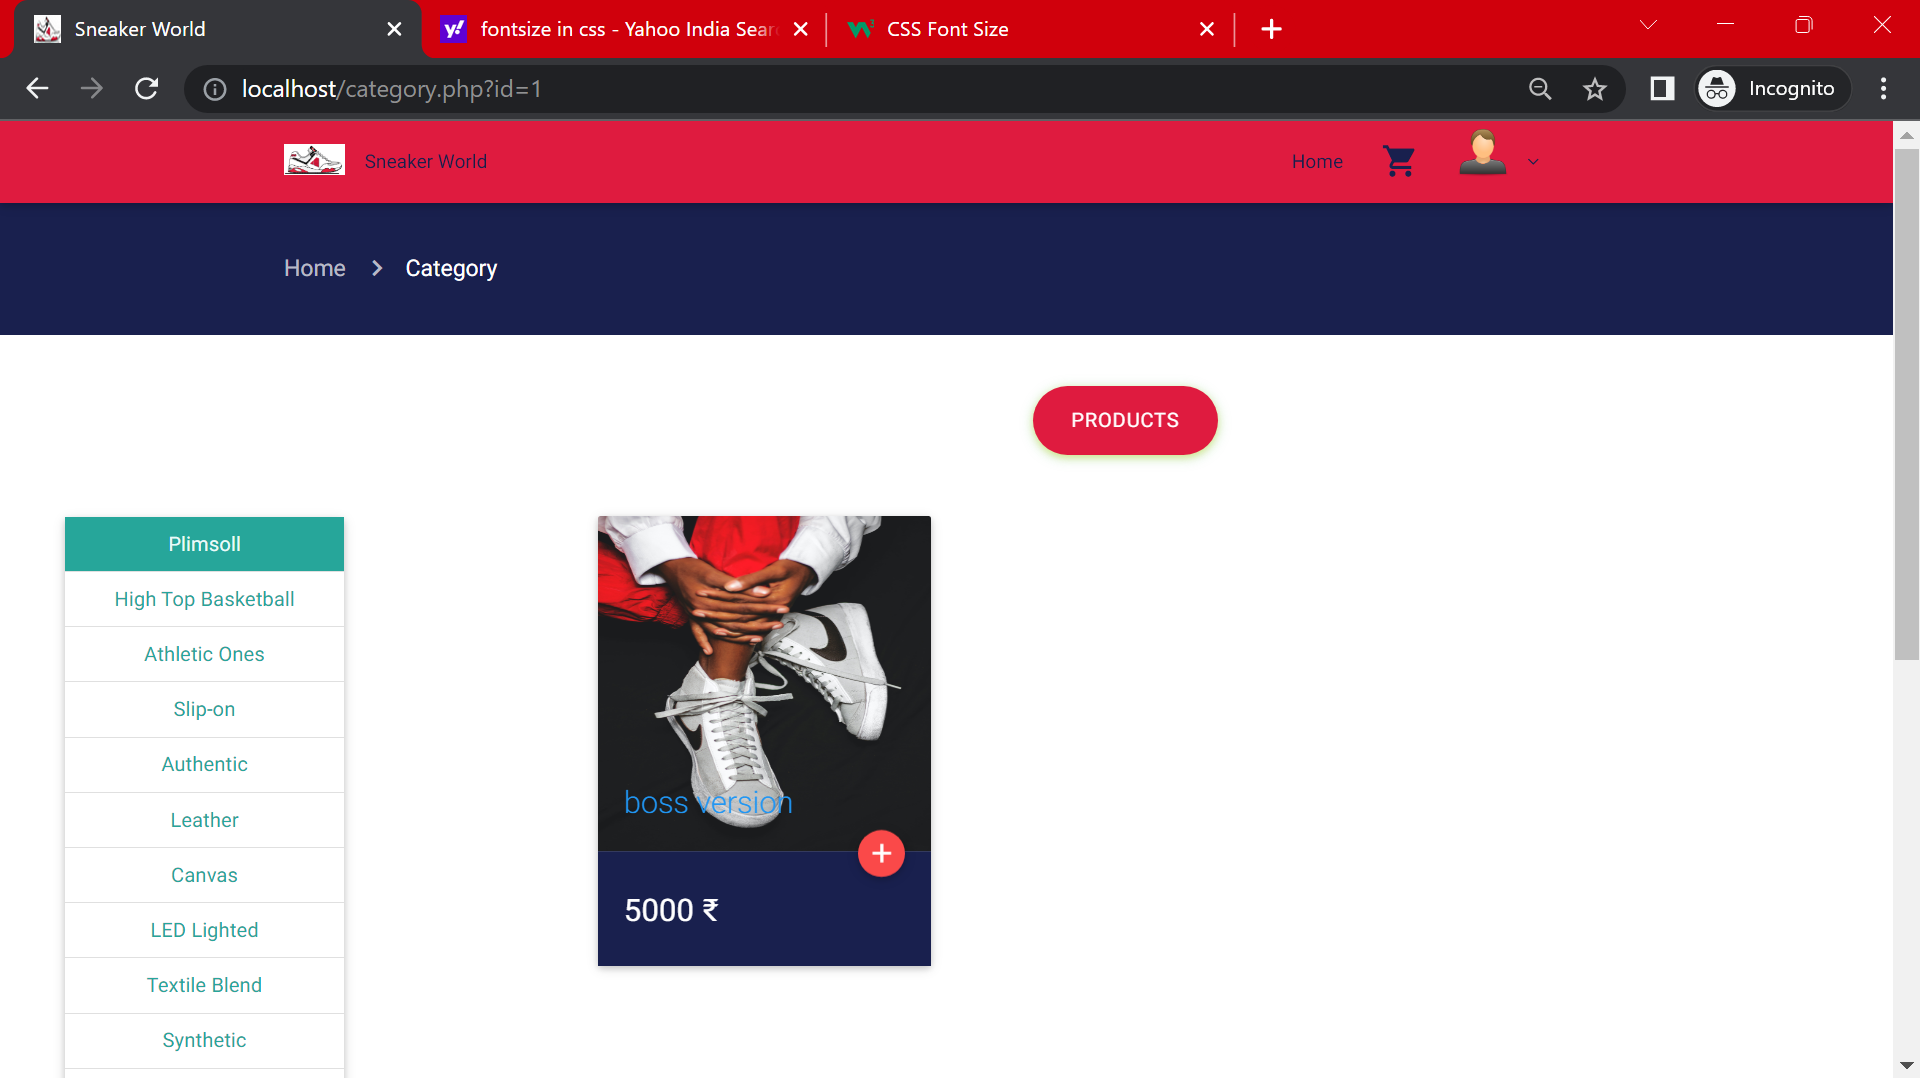 Sneaker World
fontsize in css - Yahoo India Sear
CSS Font Size
localhost/category.php?id=1
Incognito
Sneaker World
Home
Home
Category
PRODUCTS
Plimsoll
High Top Basketball
Athletic Ones
Slip-on
Authentic
Leather
Canvas
LED Lighted
Textile Blend
Synthetic
boss version
5000 ₹